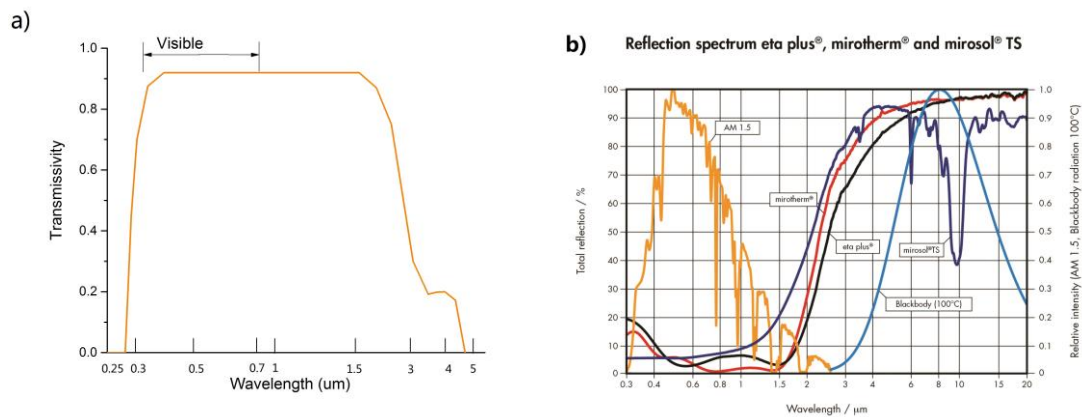 a)
Visible
1.0
0.8
0.6
0.4
0.2
0.0
Transmissivity
0.25 0.3 0.5 0.7 1 1.5 3 4 5
Wavelength (um)
b) Reflection spectrum eta plus®, mirotherm® and mirosol® TS
100
90
80
70
60
50
40
30
20
10
0
Total reflection / %
AM 1.5
mirotherm®
eta plus®
mirosol®TS
Blackbody (100°C)
1.0
0.9
0.8
0.7
0.6
0.5
0.4
0.3
0.2
0.1
0
Relative intensity (AM 1.5, Blackbody radiation 100°C)
0.3 0.4 0.6 0.8 1 2 3 4 6 8 10 20
Wavelength / µm